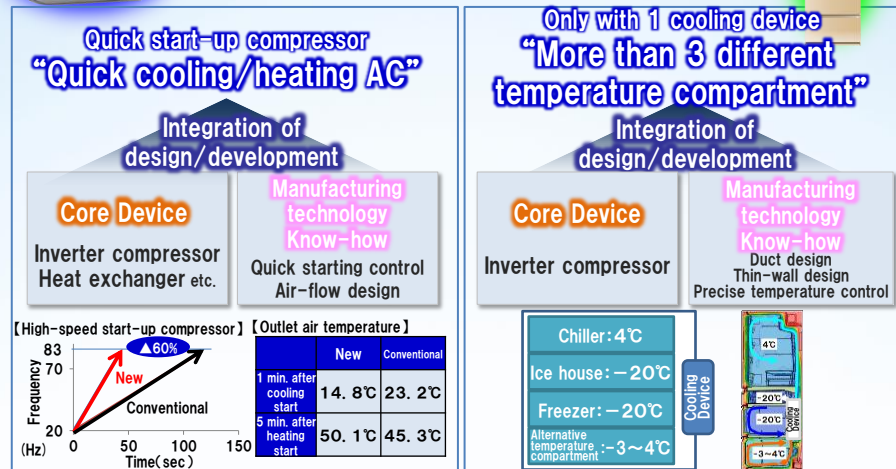 Quick start-up compressor
“Quick cooling/heating AC”
Integration of
design/development
Core Device
Inverter compressor
Heat exchanger etc.
Manufacturing
technology
Know-how
Quick starting control
Air-flow design
【High-speed start-up compressor】
83
70
20
(Hz)
Frequency
▲60%
New
Conventional
0
50
100
150
Time(sec)
【Outlet air temperature】
New
Conventional
1 min. after
cooling
start
14. 8℃
23. 2℃
5 min. after
heating
start
50. 1℃
45. 3℃
Only with 1 cooling device
“More than 3 different
temperature compartment”
Integration of
design/development
Core Device
Inverter compressor
Manufacturing
technology
Know-how
Duct design
Thin-wall design
Precise temperature control
Chiller:4℃
Ice house:−20℃
Freezer:−20℃
Alternative
temperature
compartment
:−3～4℃
Cooling
Device
4℃
-20℃
-20℃
Cooling
Device
-3～4℃